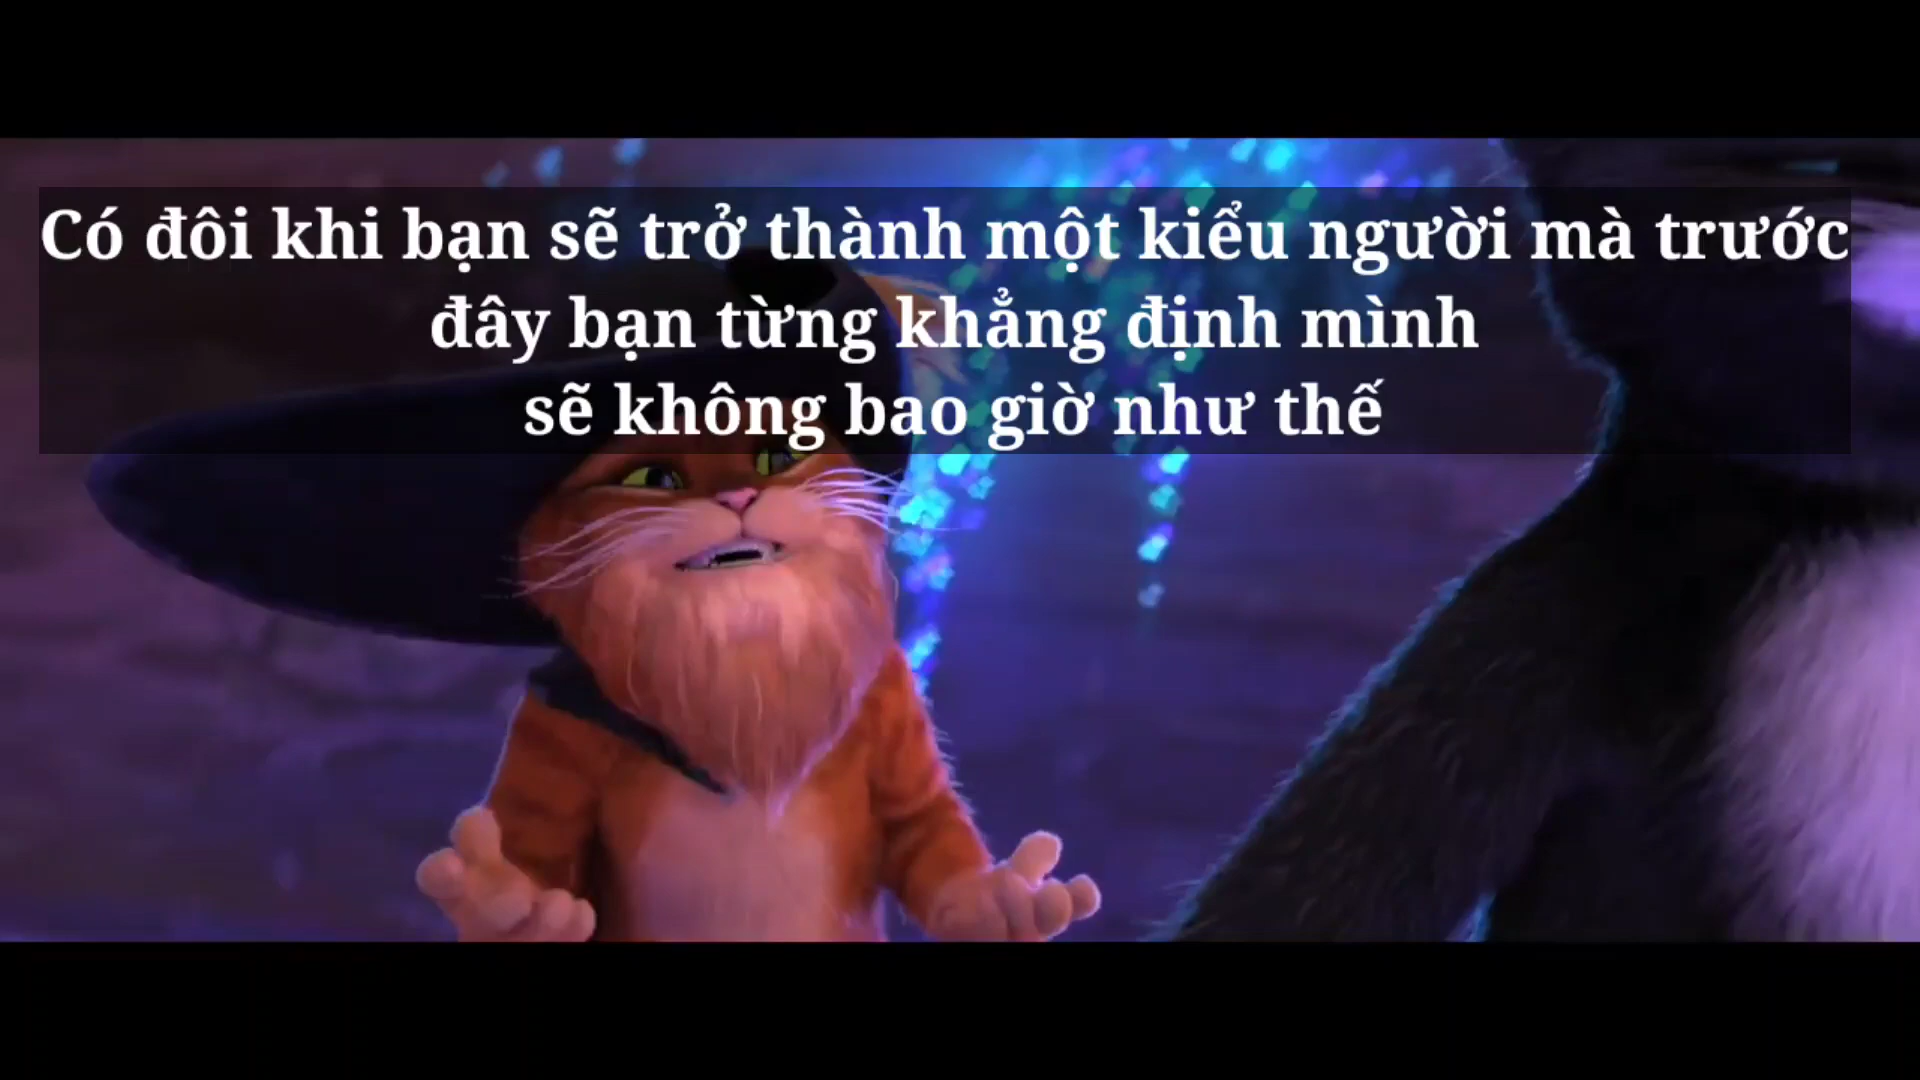 Có đôi khi bạn sẽ trở thành một kiểu người mà trước
đây bạn từng khẳng định mình
sẽ không bao giờ như thế